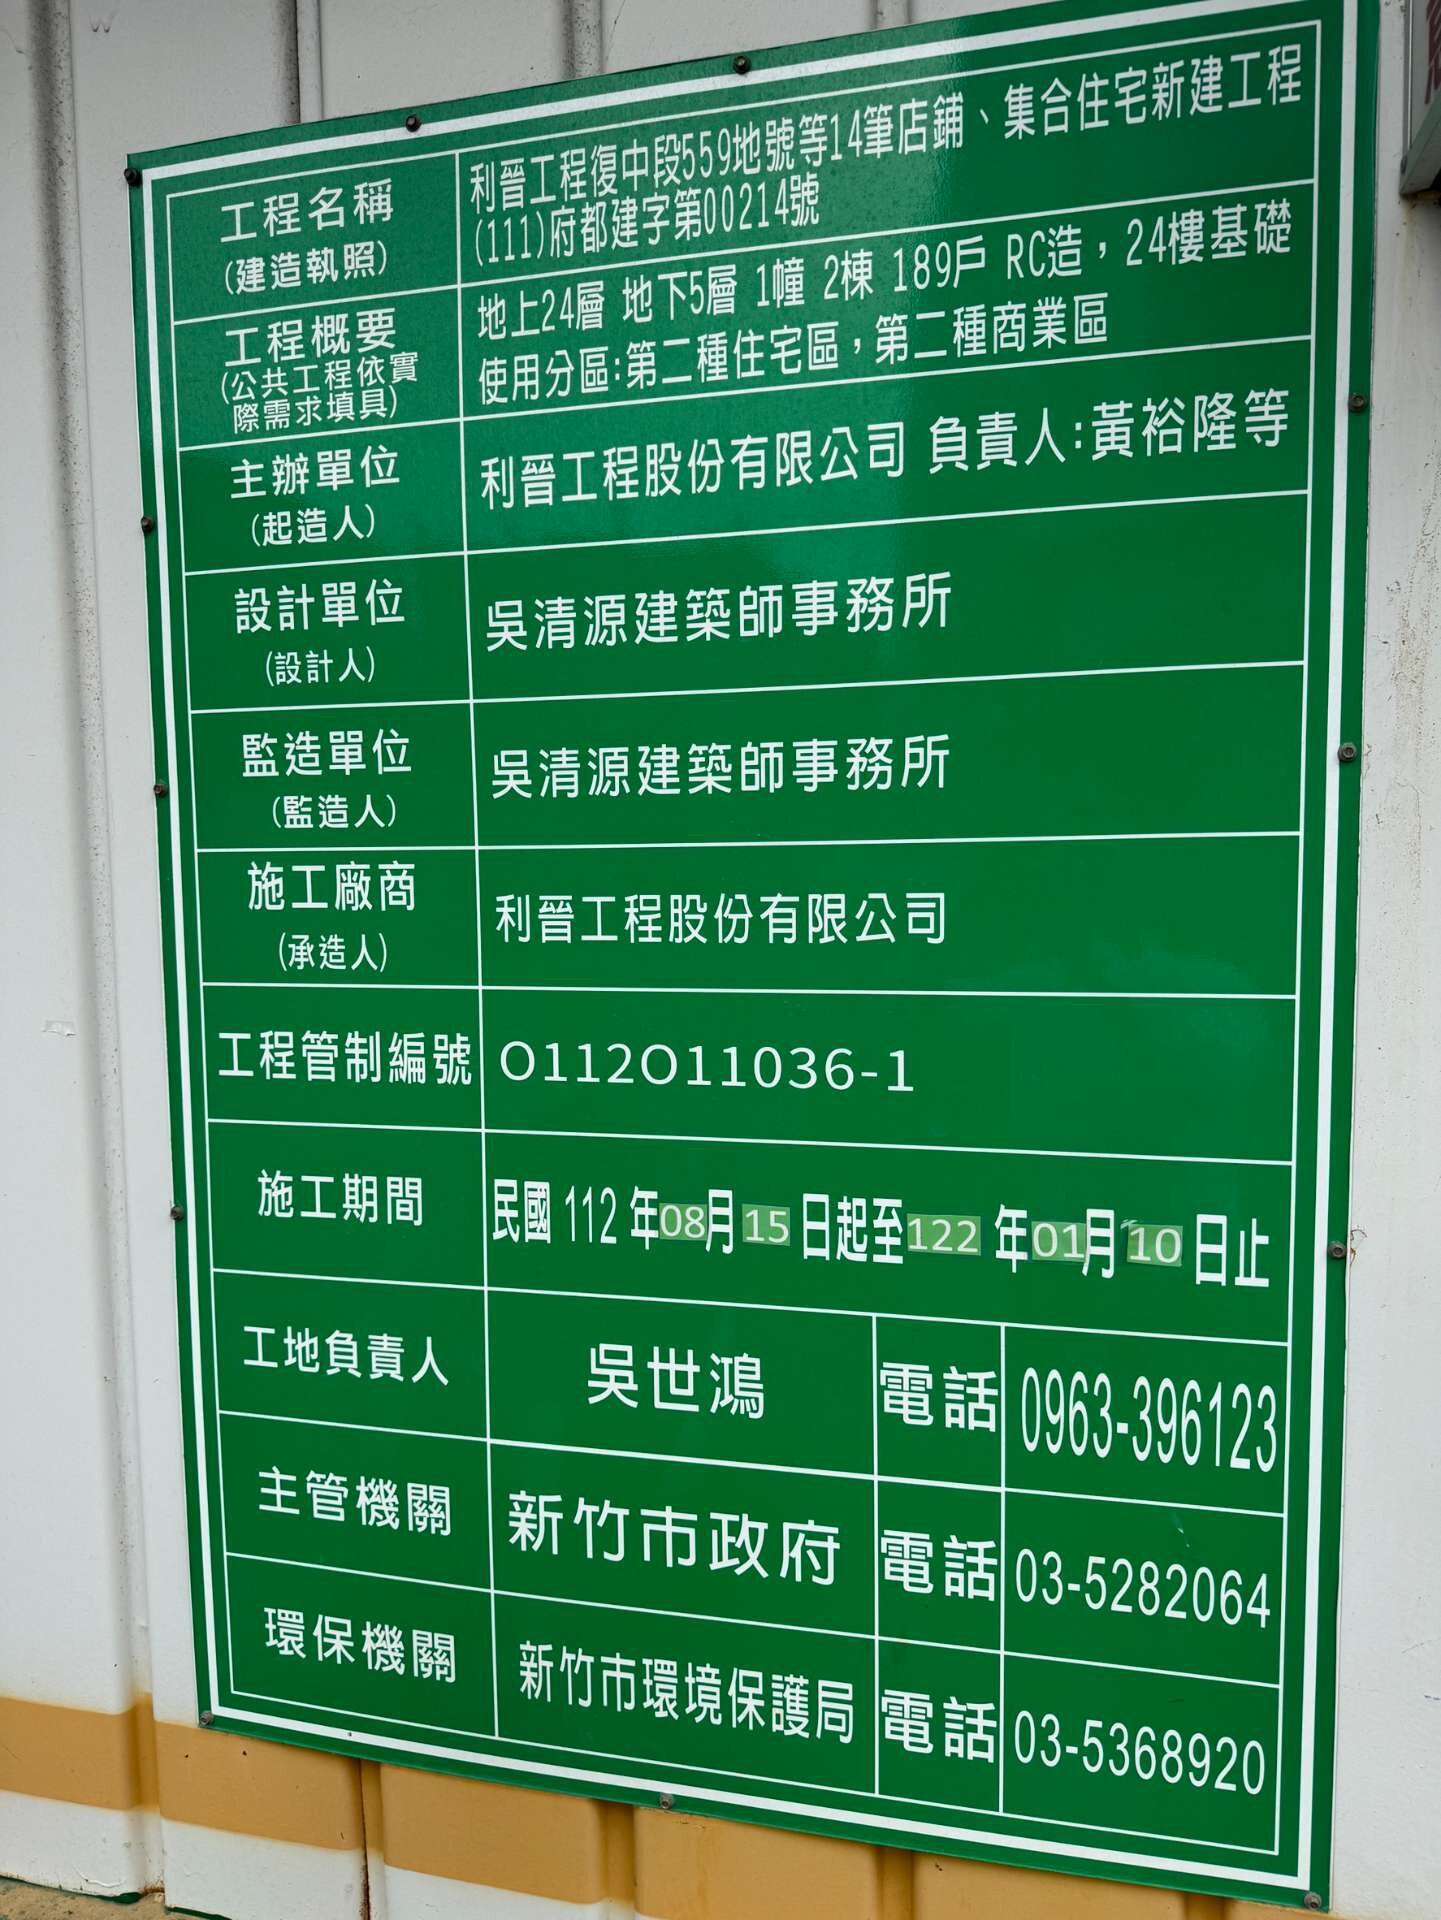 工程名稱
(建造執照)
利晉工程復中段559地號等14筆店鋪、集合住宅新建工程
(111)府都建字第00214號
工程概要
(公共工程依實
際需求填具)
地上24層 地下5層 1幢 2棟 189戶 RC造，24樓基礎
使用分區:第二種住宅區，第二種商業區
主辦單位
(起造人)
利晉工程股份有限公司 負責人:黃裕隆等
設計單位
(設計人)
吳清源建築師事務所
監造單位
(監造人)
吳清源建築師事務所
施工廠商
(承造人)
利晉工程股份有限公司
工程管制編號
O112O11036-1
施工期間
民國 112 年08月15日起至122年01月10日止
工地負責人
吳世鴻
電話
0963-396123
主管機關
新竹市政府
電話
03-5282064
環保機關
新竹市環境保護局
電話
03-5368920